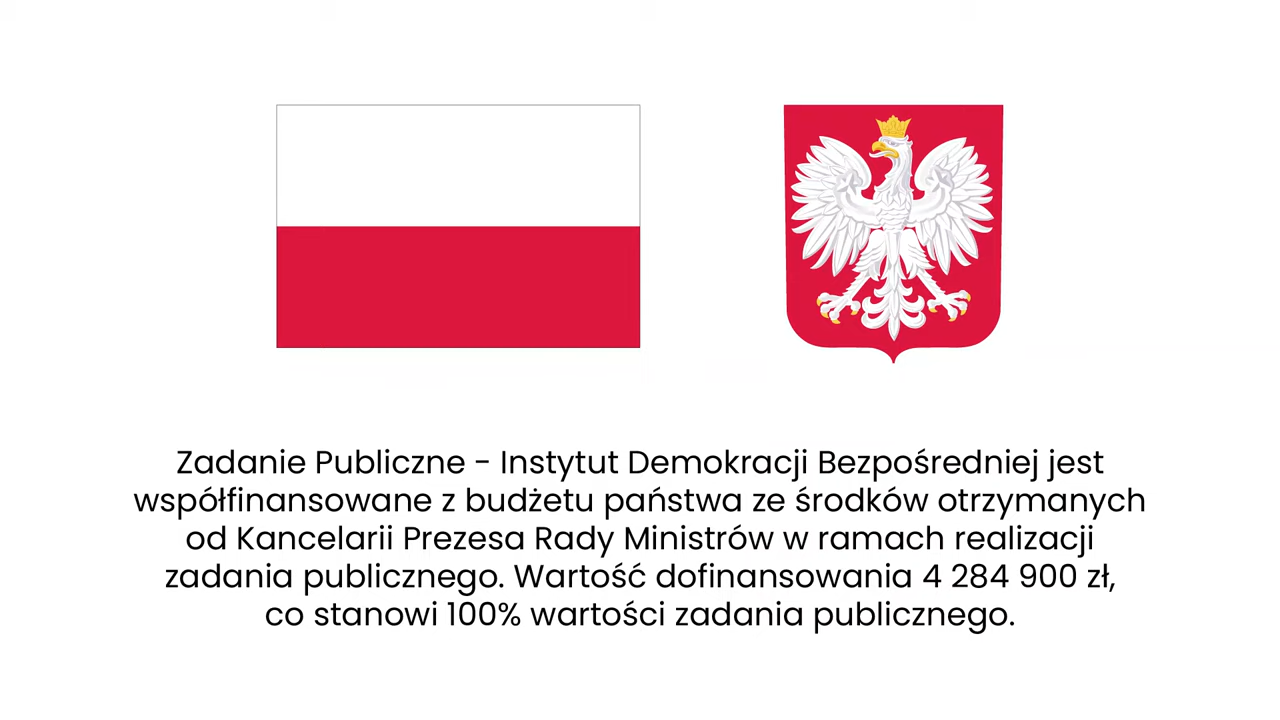 Zadanie Publiczne - Instytut Demokracji Bezpośredniej jest
współfinansowane z budżetu państwa ze środków otrzymanych
od Kancelarii Prezesa Rady Ministrów w ramach realizacji
zadania publicznego. Wartość dofinansowania 4 284 900 zł,
co stanowi 100% wartości zadania publicznego.